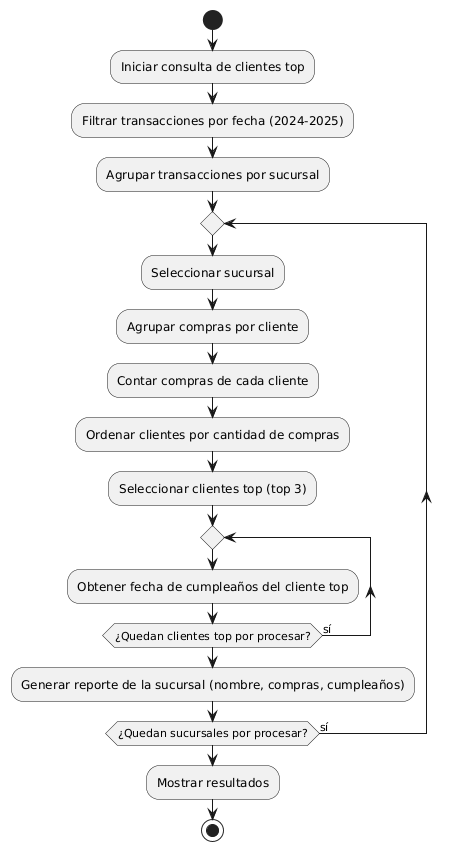 Iniciar consulta de clientes top
Filtrar transacciones por fecha (2024-2025)
Agrupar transacciones por sucursal
Seleccionar sucursal
Agrupar compras por cliente
Contar compras de cada cliente
Ordenar clientes por cantidad de compras
Seleccionar clientes top (top 3)
Obtener fecha de cumpleaños del cliente top
¿Quedan clientes top por procesar?
sí
Generar reporte de la sucursal (nombre, compras, cumpleaños)
¿Quedan sucursales por procesar?
sí
Mostrar resultados